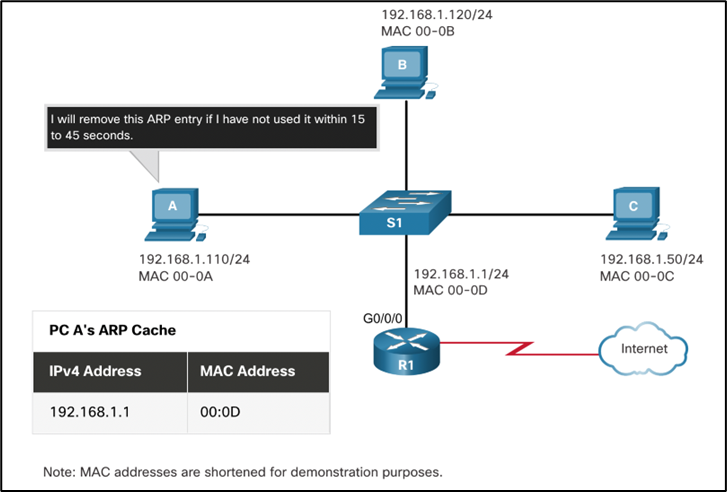 192.168.1.120/24
MAC 00-0B
B
I will remove this ARP entry if I have not used it within 15
to 45 seconds.
A
S1
C
192.168.1.110/24
MAC 00-0A
192.168.1.1/24
MAC 00-0D
192.168.1.50/24
MAC 00-0C
G0/0/0
R1
Internet
PC A's ARP Cache
IPv4 Address MAC Address
192.168.1.1 00:0D
Note: MAC addresses are shortened for demonstration purposes.